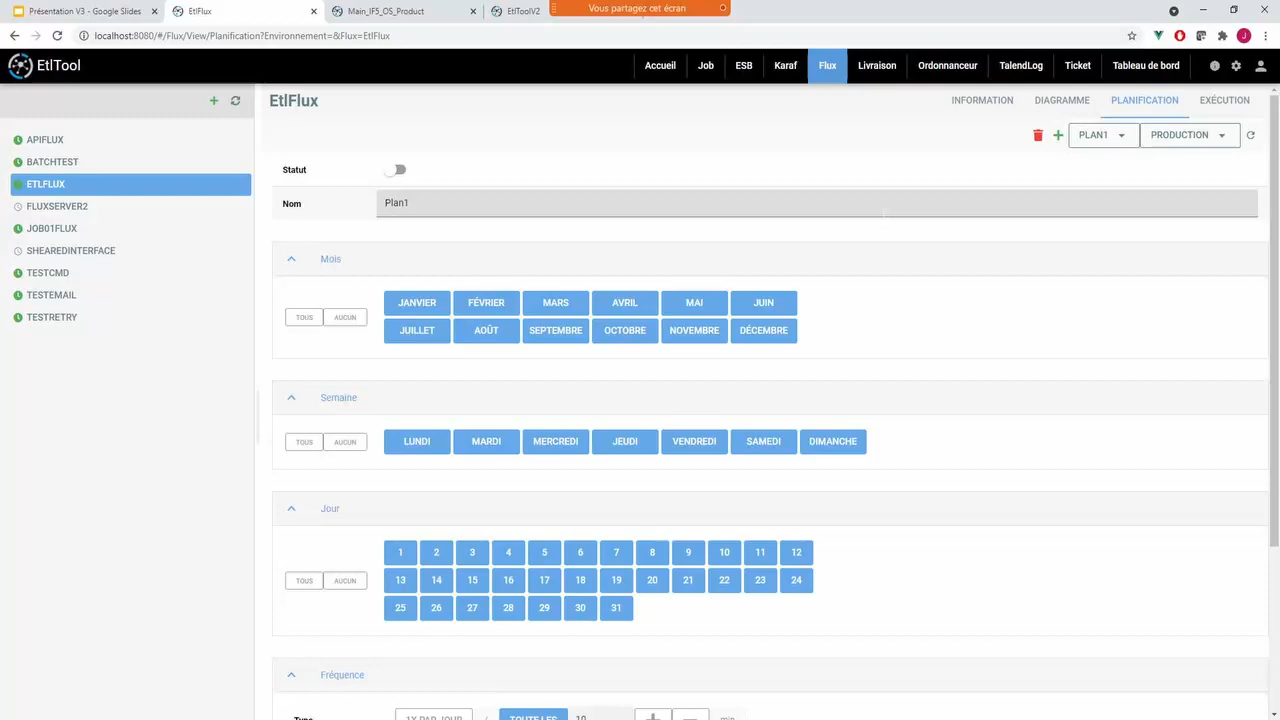 Présentation V3 - Google Slides
EtlFlux
Main_IF5_OS_Product
EtlToolV2
Vous partagez cet écran
localhost:8080/#/Flux/View/Planification?Environnement=&Flux=EtlFlux
J
EtlTool
Accueil
Job
ESB
Karaf
Flux
Livraison
Ordonnanceur
TalendLog
Ticket
Tableau de bord
APIFLUX
BATCHTEST
ETLFLUX
FLUXSERVER2
JOB01FLUX
SHEAREDINTERFACE
TESTCMD
TESTEMAIL
TESTRETRY
EtlFlux
INFORMATION
DIAGRAMME
PLANIFICATION
EXÉCUTION
PLAN1
PRODUCTION
Statut
Nom
Plan1
Mois
TOUS AUCUN
JANVIER FÉVRIER MARS AVRIL MAI JUIN
JUILLET AOÛT SEPTEMBRE OCTOBRE NOVEMBRE DÉCEMBRE
Semaine
TOUS AUCUN
LUNDI MARDI MERCREDI JEUDI VENDREDI SAMEDI DIMANCHE
Jour
TOUS AUCUN
1 2 3 4 5 6 7 8 9 10 11 12
13 14 15 16 17 18 19 20 21 22 23 24
25 26 27 28 29 30 31
Fréquence
Type
1X PAR JOUR / TOUTE LES 10 + − min